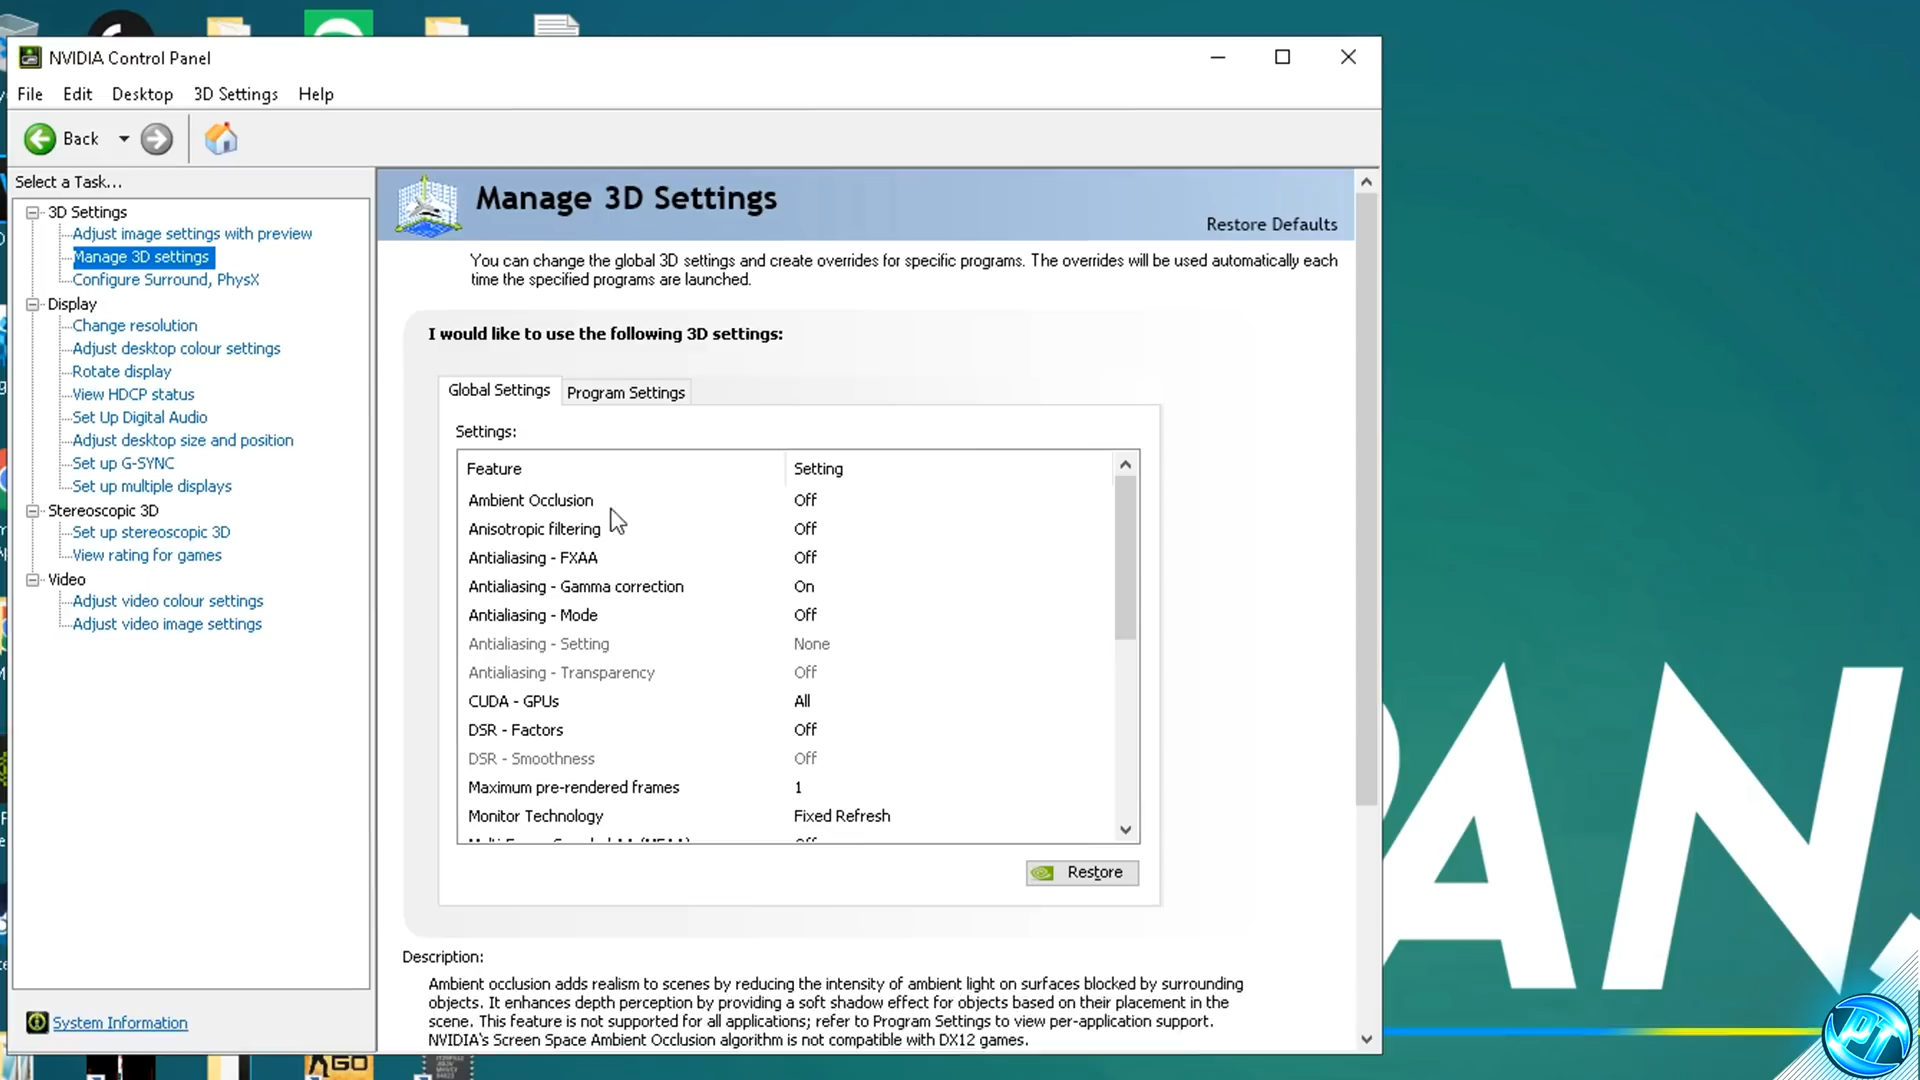 NVIDIA Control Panel
File Edit Desktop 3D Settings Help
Back
Select a Task...
3D Settings
Adjust image settings with preview
Manage 3D settings
Configure Surround, PhysX
Display
Change resolution
Adjust desktop colour settings
Rotate display
View HDCP status
Set Up Digital Audio
Adjust desktop size and position
Set up G-SYNC
Set up multiple displays
Stereoscopic 3D
Set up stereoscopic 3D
View rating for games
Video
Adjust video colour settings
Adjust video image settings
System Information
Manage 3D Settings
Restore Defaults
You can change the global 3D settings and create overrides for specific programs. The overrides will be used automatically each
time the specified programs are launched.
I would like to use the following 3D settings:
Global Settings Program Settings
Settings:
Feature Setting
Ambient Occlusion Off
Anisotropic filtering Off
Antialiasing - FXAA Off
Antialiasing - Gamma correction On
Antialiasing - Mode Off
Antialiasing - Setting None
Antialiasing - Transparency Off
CUDA - GPUs All
DSR - Factors Off
DSR - Smoothness Off
Maximum pre-rendered frames 1
Monitor Technology Fixed Refresh
Restore
Description:
Ambient occlusion adds realism to scenes by reducing the intensity of ambient light on surfaces blocked by surrounding
objects. It enhances depth perception by providing a soft shadow effect for objects based on their placement in the
scene. This feature is not supported for all applications; refer to Program Settings to view per-application support.
NVIDIA's Screen Space Ambient Occlusion algorithm is not compatible with DX12 games.
AN
GO
PT